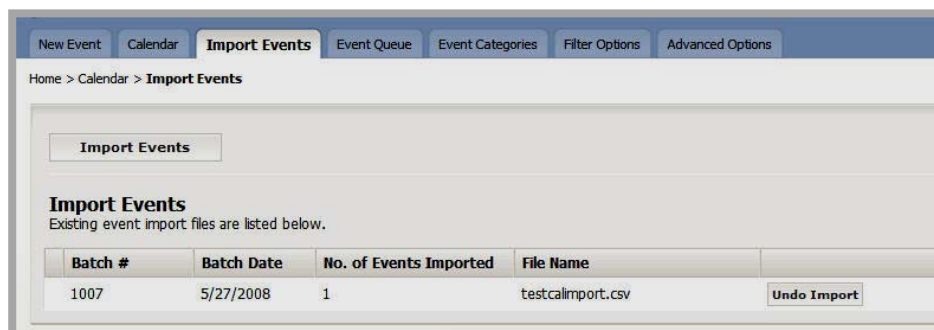 New Event Calendar Import Events Event Queue Event Categories Filter Options Advanced Options
Home > Calendar > Import Events
Import Events
Import Events
Existing event import files are listed below.
Batch # Batch Date No. of Events Imported File Name
1007 5/27/2008 1 testcalimport.csv Undo Import